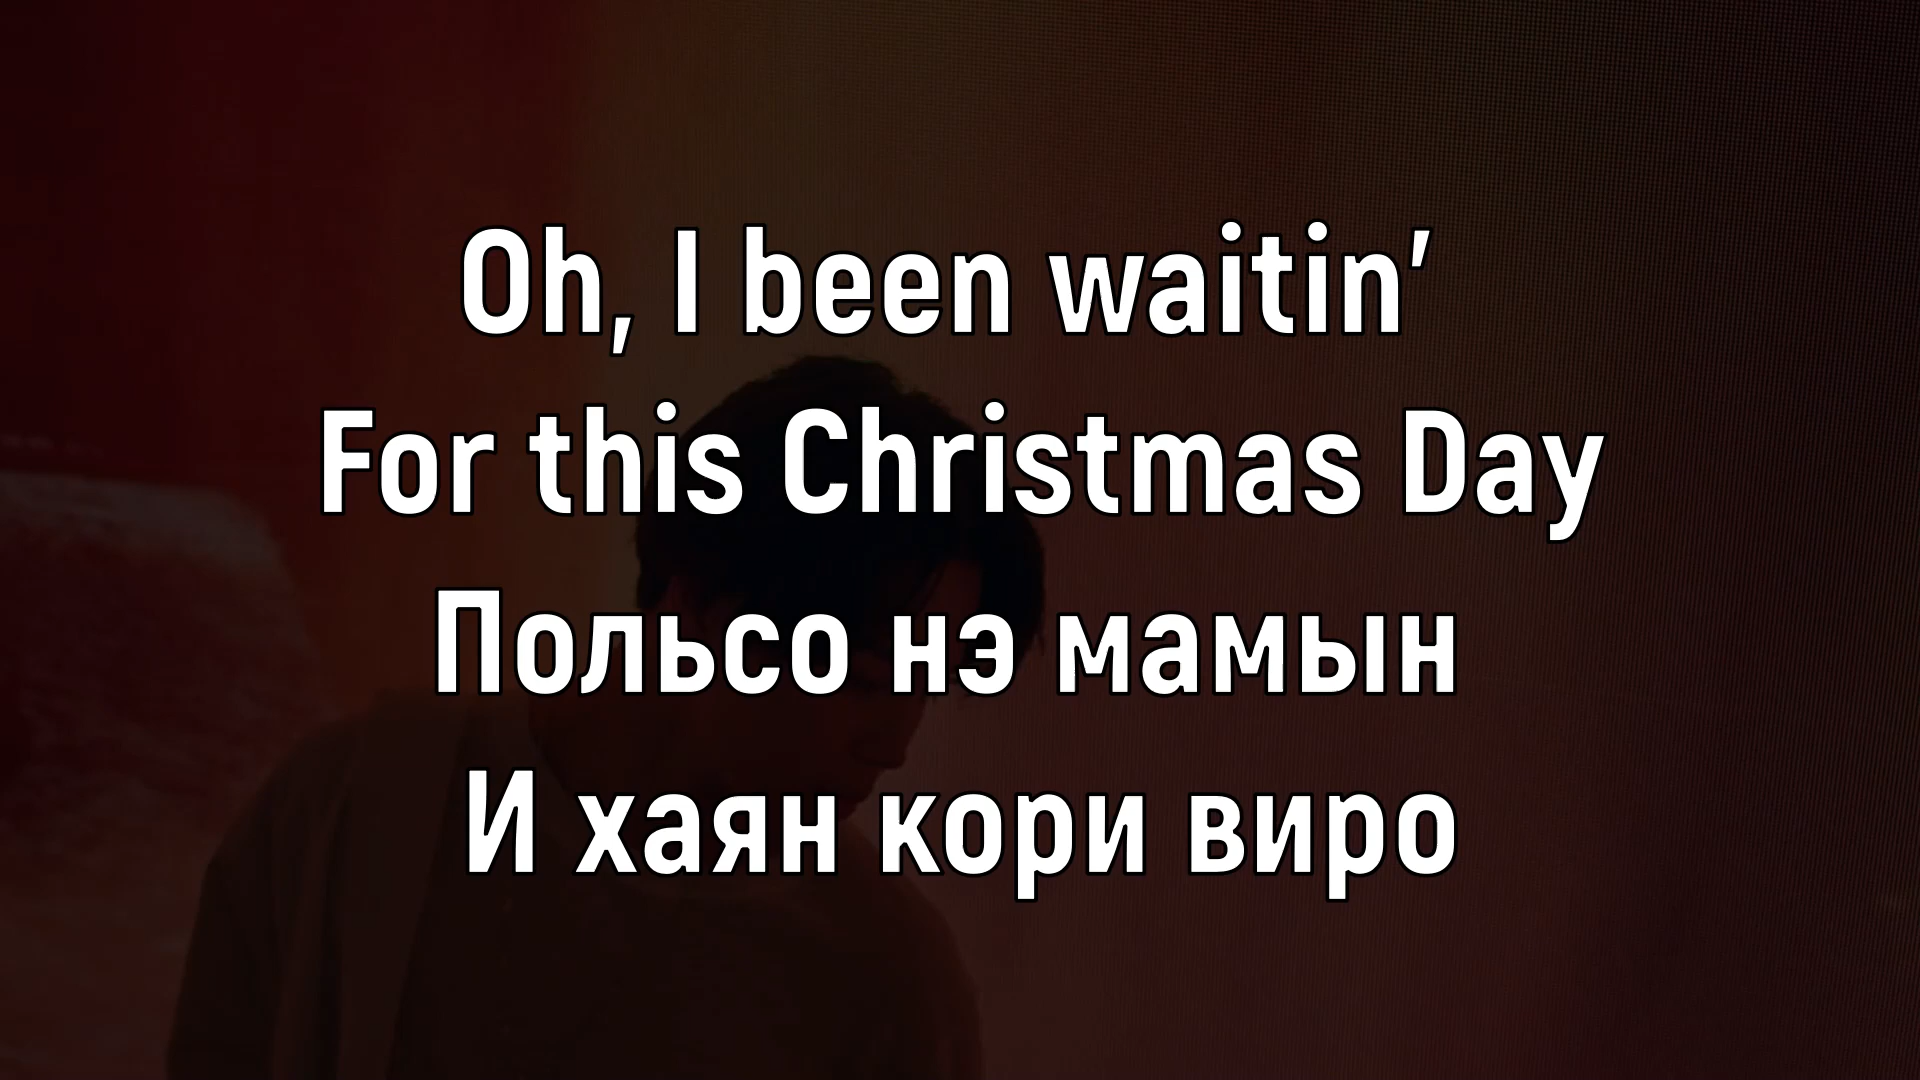 Oh, I been waitin’
For this Christmas Day
Польсо нэ мамын
И хаян кори виро